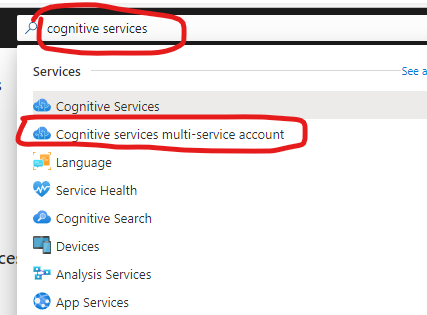 cognitive services
Services
See a
Cognitive Services
Cognitive services multi-service account
Language
Service Health
Cognitive Search
Devices
Analysis Services
App Services
s
ces